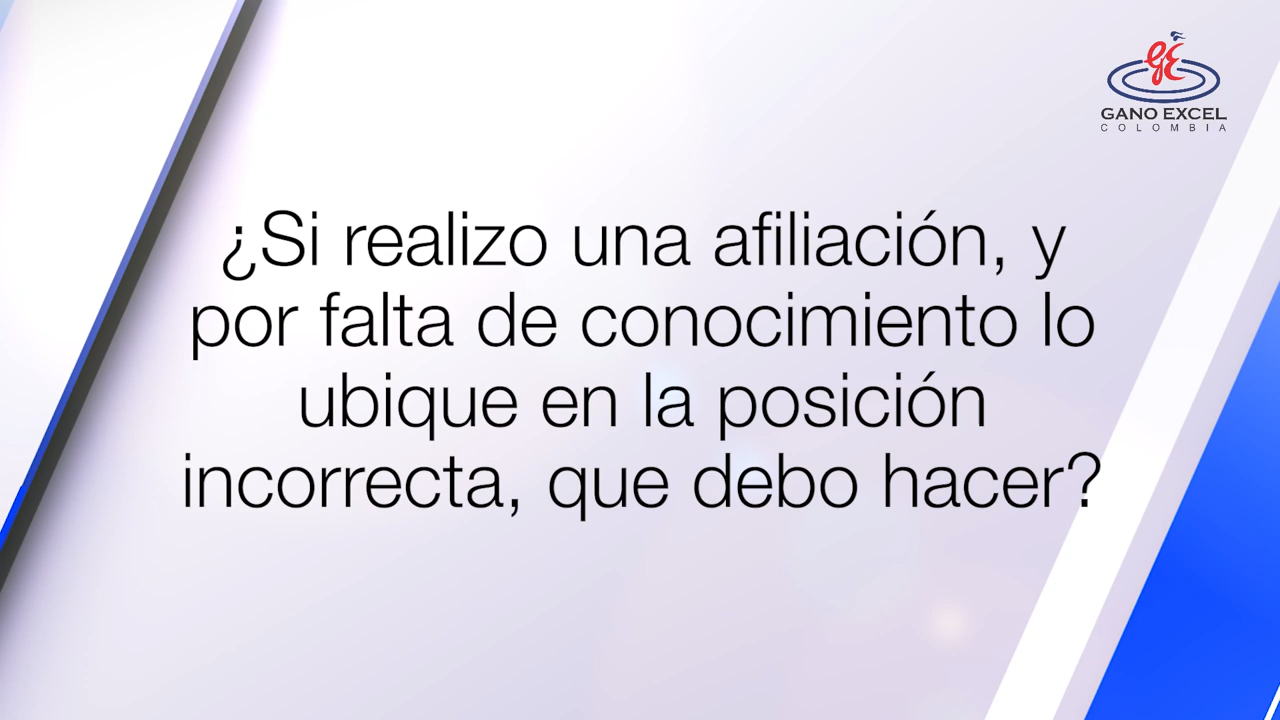 GE
GANO EXCEL
COLOMBIA
¿Si realizo una afiliación, y
por falta de conocimiento lo
ubique en la posición
incorrecta, que debo hacer?